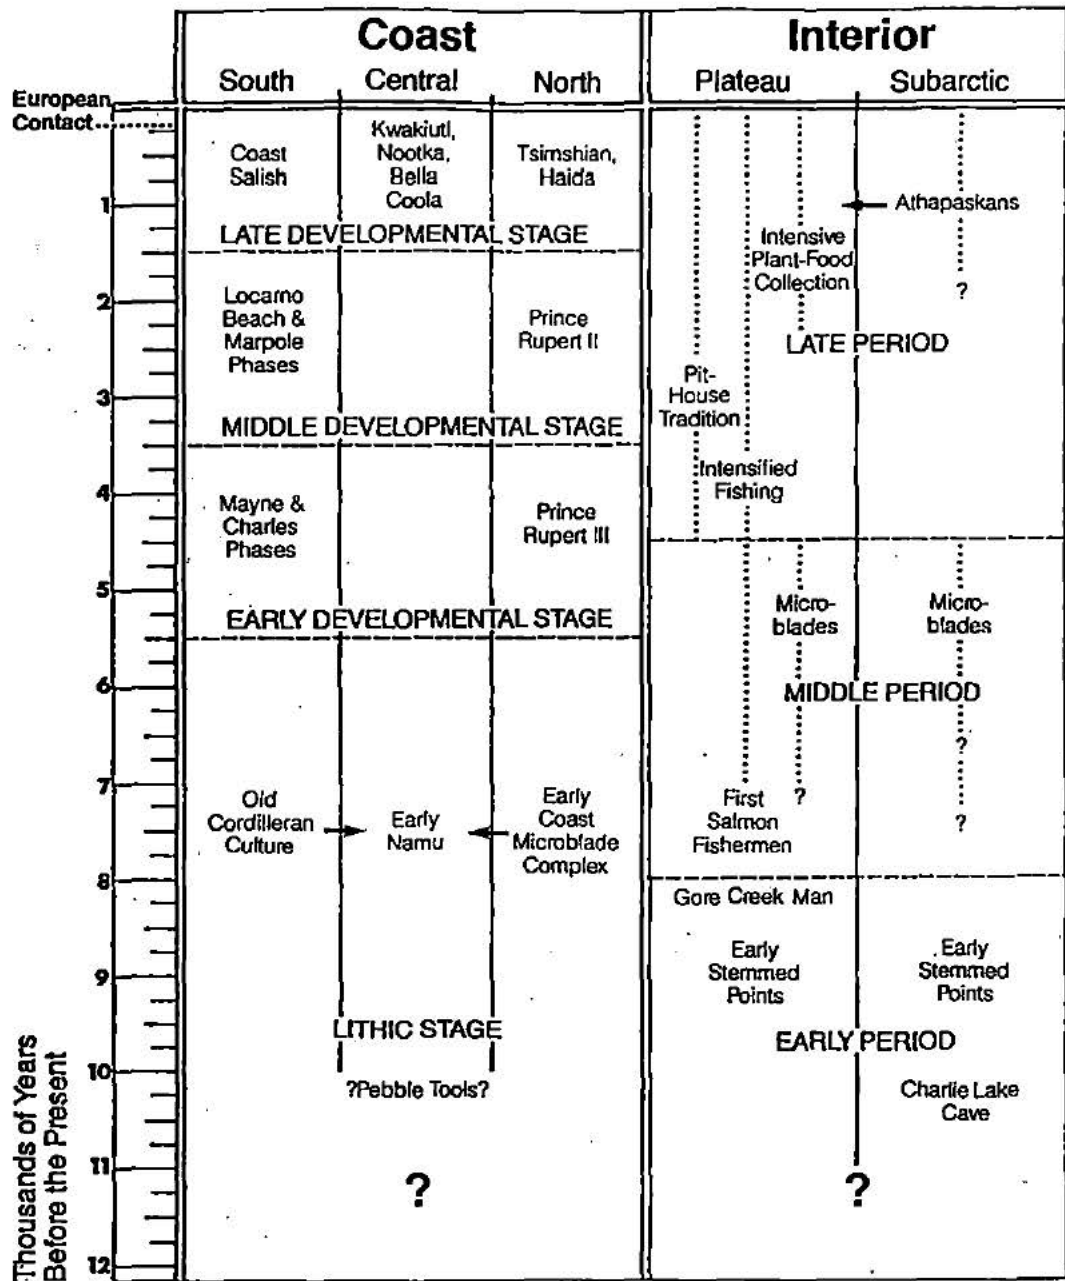 Coast
Interior
South
Central
North
Plateau
Subarctic
European
Contact
Coast
Salish
Kwakiutl,
Nootka,
Bella
Coola
Tsimshian,
Haida
LATE DEVELOPMENTAL STAGE
Locarno
Beach &
Marpole
Phases
Prince
Rupert II
MIDDLE DEVELOPMENTAL STAGE
Mayne &
Charles
Phases
Prince
Rupert III
EARLY DEVELOPMENTAL STAGE
Old
Cordilleran
Culture
Early
Namu
Early
Coast
Microblade
Complex
LITHIC STAGE
?Pebble Tools?
?
Athapaskans
?
Intensive
Plant-Food
Collection
LATE PERIOD
Pit-
House
Tradition
Intensified
Fishing
Micro-
blades
Micro-
blades
MIDDLE PERIOD
?
?
?
First
Salmon
Fishermen
Gore Creek Man
Early
Stemmed
Points
Early
Stemmed
Points
EARLY PERIOD
Charlie Lake
Cave
?
1
2
3
4
5
6
7
8
9
10
11
12
Thousands of Years
Before the Present